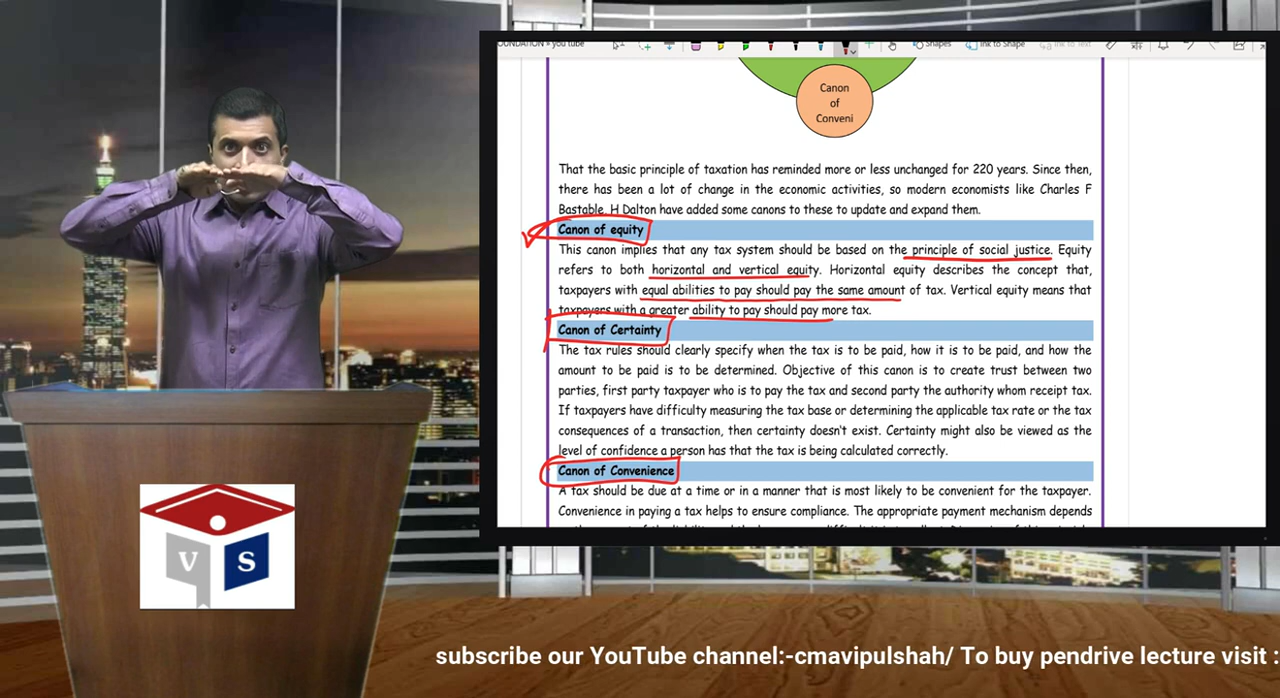 OUNDATION » you tube
Shapes
Ink to Shape
Ink to Text
Canon
of
Conveni
That the basic principle of taxation has reminded more or less unchanged for 220 years. Since then,
there has been a lot of change in the economic activities, so modern economists like Charles F
Bastable, H Dalton have added some canons to these to update and expand them.
Canon of equity
This canon implies that any tax system should be based on the principle of social justice. Equity
refers to both horizontal and vertical equity. Horizontal equity describes the concept that,
taxpayers with equal abilities to pay should pay the same amount of tax. Vertical equity means that
taxpayers with a greater ability to pay should pay more tax.
Canon of Certainty
The tax rules should clearly specify when the tax is to be paid, how it is to be paid, and how the
amount to be paid is to be determined. Objective of this canon is to create trust between two
parties, first party taxpayer who is to pay the tax and second party the authority whom receipt tax.
If taxpayers have difficulty measuring the tax base or determining the applicable tax rate or the tax
consequences of a transaction, then certainty doesn't exist. Certainty might also be viewed as the
level of confidence a person has that the tax is being calculated correctly.
Canon of Convenience
A tax should be due at a time or in a manner that is most likely to be convenient for the taxpayer.
Convenience in paying a tax helps to ensure compliance. The appropriate payment mechanism depends
V S
subscribe our YouTube channel:-cmavipulshah/ To buy pendrive lecture visit :